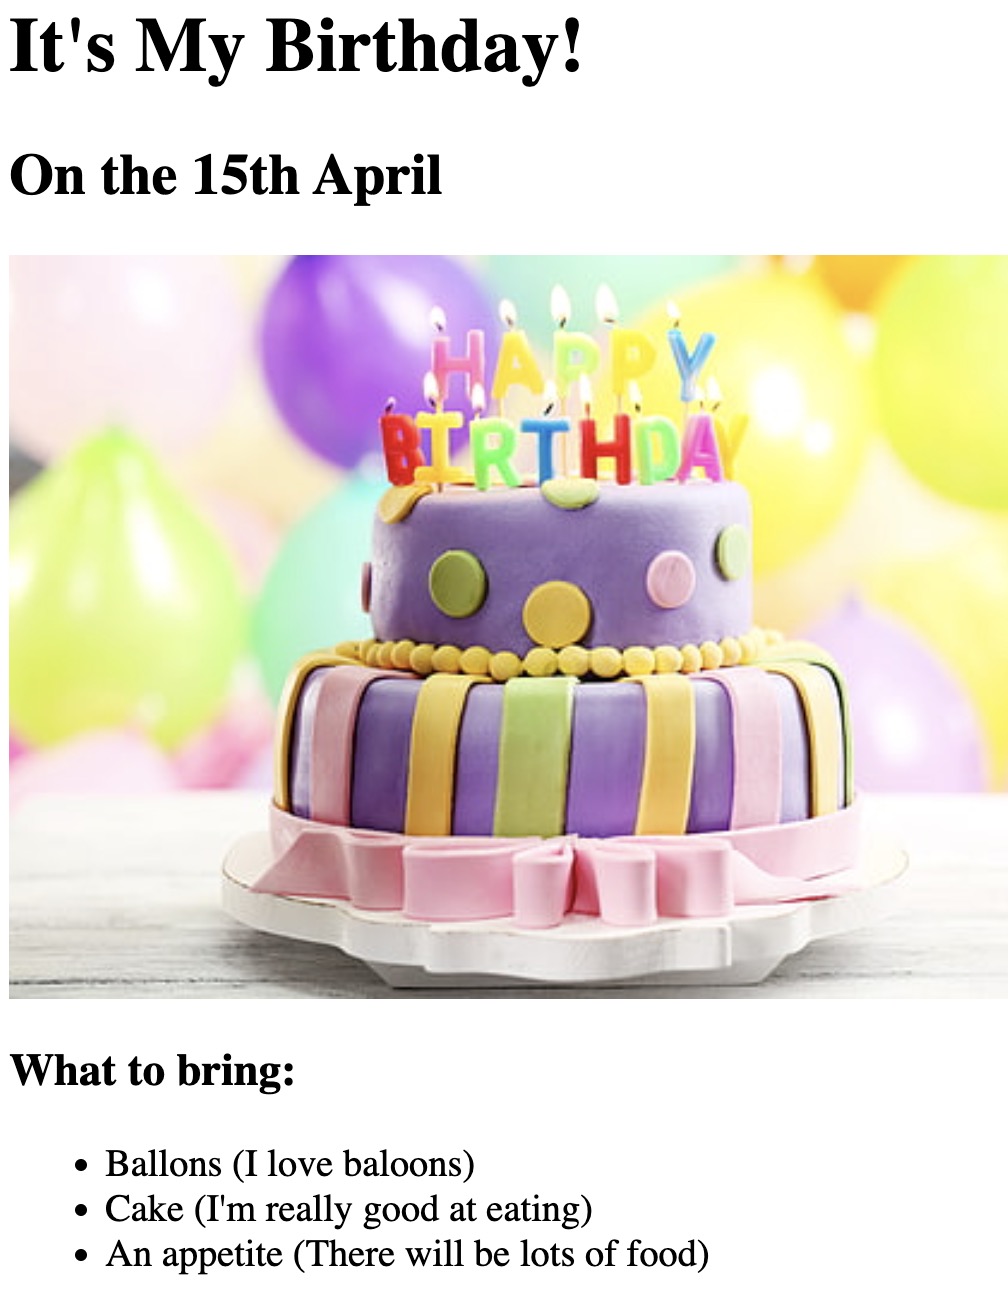 It's My Birthday!
On the 15th April
HAPPY
BIRTHDAY
What to bring:
Ballons (I love baloons)
Cake (I'm really good at eating)
An appetite (There will be lots of food)